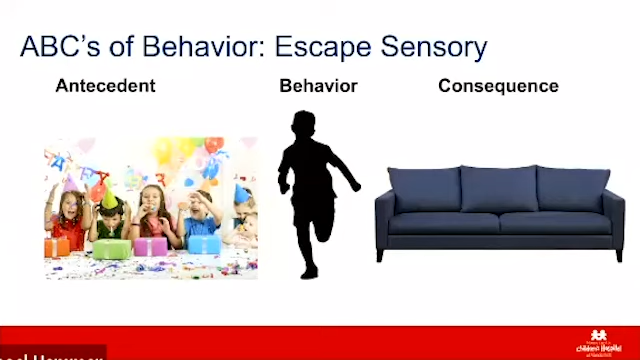 ABC's of Behavior: Escape Sensory
Antecedent
Behavior
Consequence